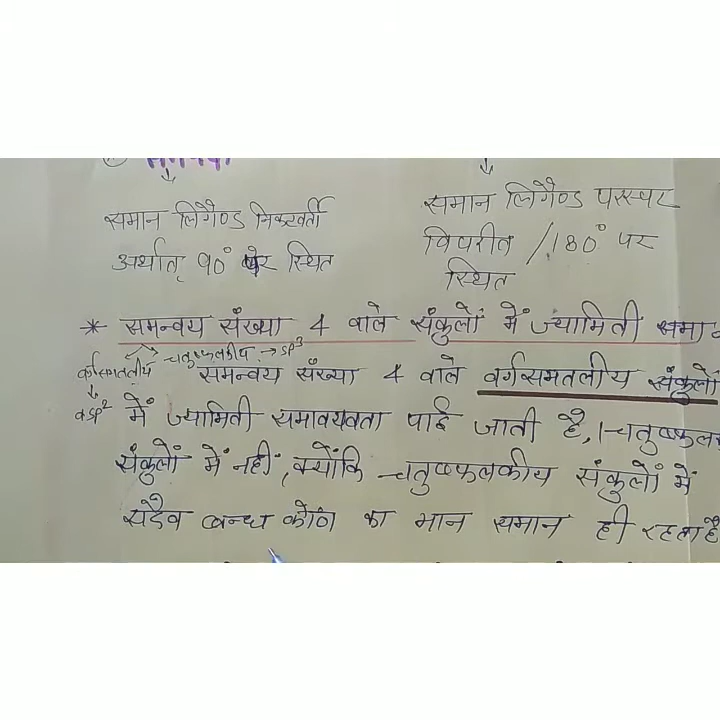 समान लिगैण्ड निकटवर्ती
अर्थात् 90° पर स्थित
समान लिगैण्ड परस्पर
विपरीत / 180° पर
स्थित
* समन्वय संख्या 4 वाले संकुलों में ज्यामिती समाव
चतुष्फलकीय → sp³
वर्गसमतलीय
dsp²
समन्वय संख्या 4 वाले वर्गसमतलीय संकुलों
में ज्यामिती समावयवता पाई जाती है, चतुष्फल
संकुलों में नहीं, क्योंकि चतुष्फलकीय संकुलों में
सदैव बन्ध कोण का मान समान ही रहता है